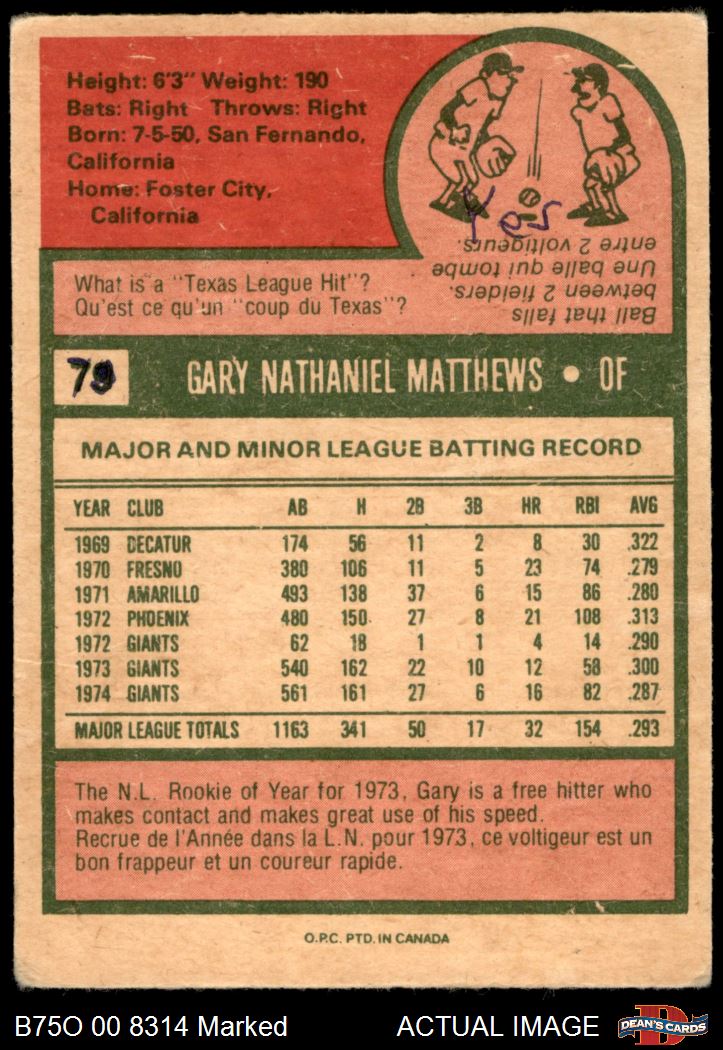 Height: 6'3" Weight: 190
Bats: Right Throws: Right
Born: 7-5-50, San Fernando,
California
Home: Foster City,
California
Yes
What is a "Texas League Hit"?
Qu'est ce qu'un "coup du Texas"?
Ball that falls
between 2 fielders.
Une balle qui tombe
entre 2 voltigeurs.
79
GARY NATHANIEL MATTHEWS • OF
MAJOR AND MINOR LEAGUE BATTING RECORD
YEAR CLUB AB H 2B 3B HR RBI AVG
1969 DECATUR 174 56 11 2 8 30 .322
1970 FRESNO 380 106 11 5 23 74 .279
1971 AMARILLO 493 138 37 6 15 86 .280
1972 PHOENIX 480 150 27 8 21 108 .313
1972 GIANTS 62 18 1 1 4 14 .290
1973 GIANTS 540 162 22 10 12 58 .300
1974 GIANTS 561 161 27 6 16 82 .287
MAJOR LEAGUE TOTALS 1163 341 50 17 32 154 .293
The N.L. Rookie of Year for 1973, Gary is a free hitter who
makes contact and makes great use of his speed.
Recrue de l'Année dans la L.N. pour 1973, ce voltigeur est un
bon frappeur et un coureur rapide.
O.P.C. PTD. IN CANADA
B75O 00 8314 Marked ACTUAL IMAGE
DEAN'S CARDS